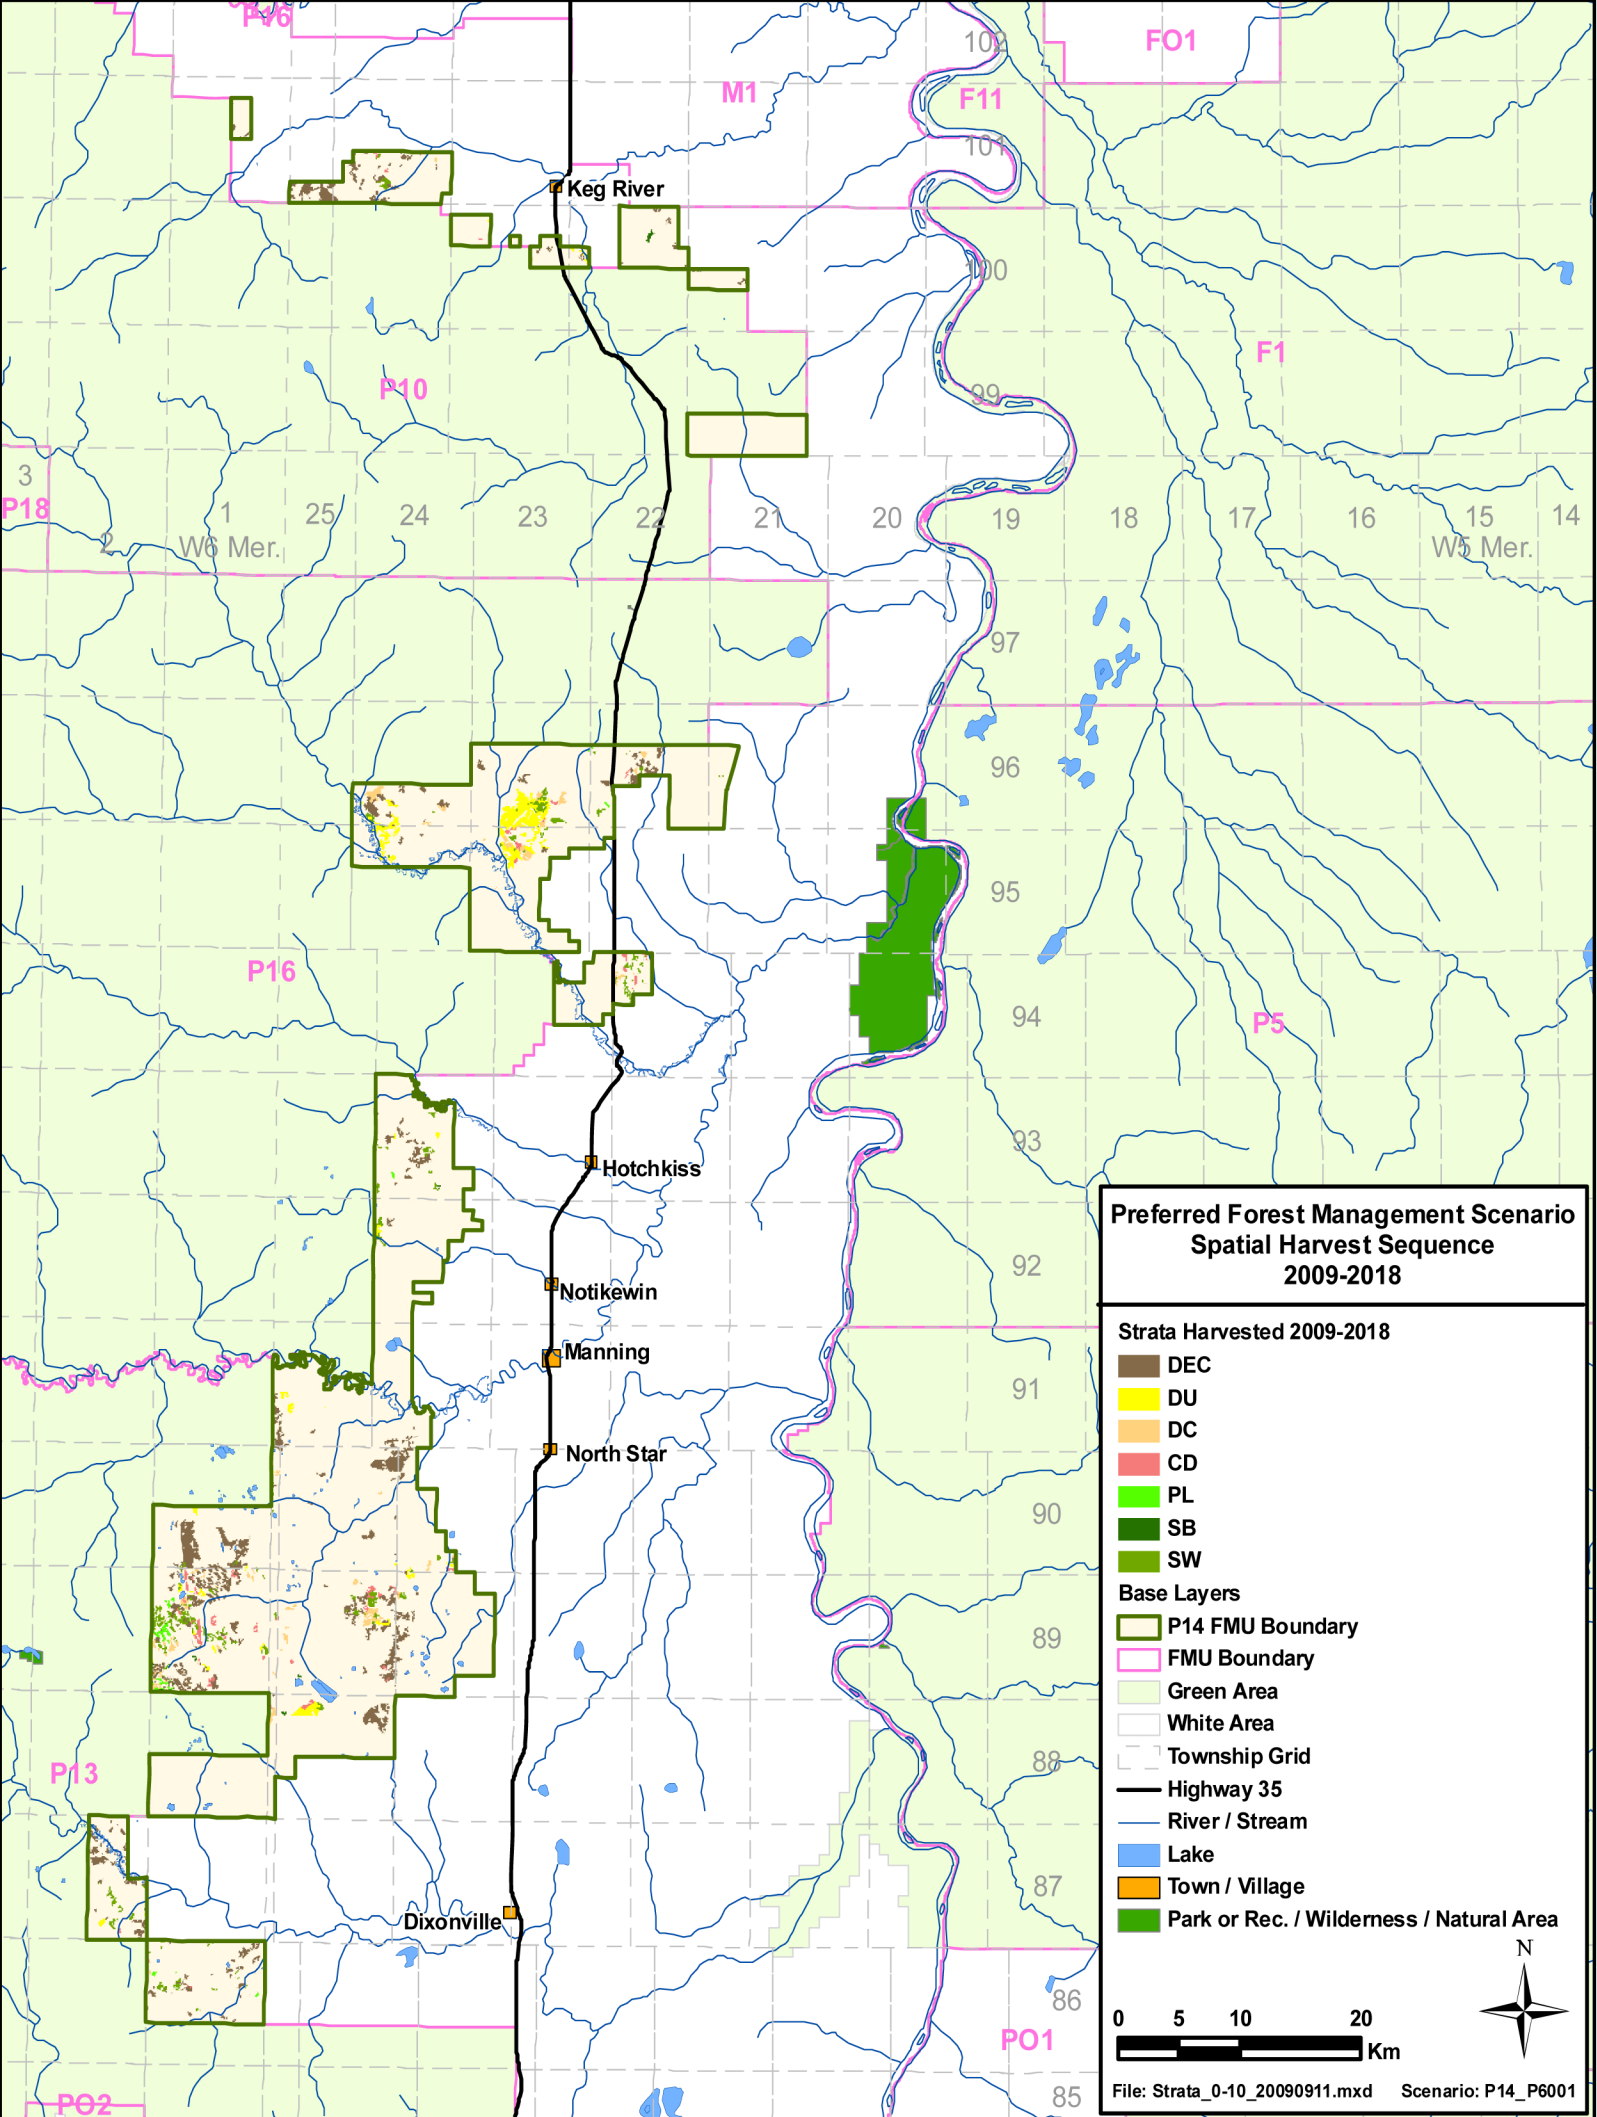 P16
102
FO1
M1
F11
101
Keg River
100
F1
P10
99
3
P18
1
25
24
23
22
21
20
19
18
17
16
15
14
2
W6 Mer.
W5 Mer.
97
96
95
P16
94
P5
93
Hotchkiss
92
Notikewin
Manning
91
North Star
90
89
88
P13
87
Dixonville
86
PO1
85
PO2
Preferred Forest Management Scenario
Spatial Harvest Sequence
2009-2018
Strata Harvested 2009-2018
DEC
DU
DC
CD
PL
SB
SW
Base Layers
P14 FMU Boundary
FMU Boundary
Green Area
White Area
Township Grid
Highway 35
River / Stream
Lake
Town / Village
Park or Rec. / Wilderness / Natural Area
N
0 5 10 20
Km
File: Strata_0-10_20090911.mxd Scenario: P14_P6001